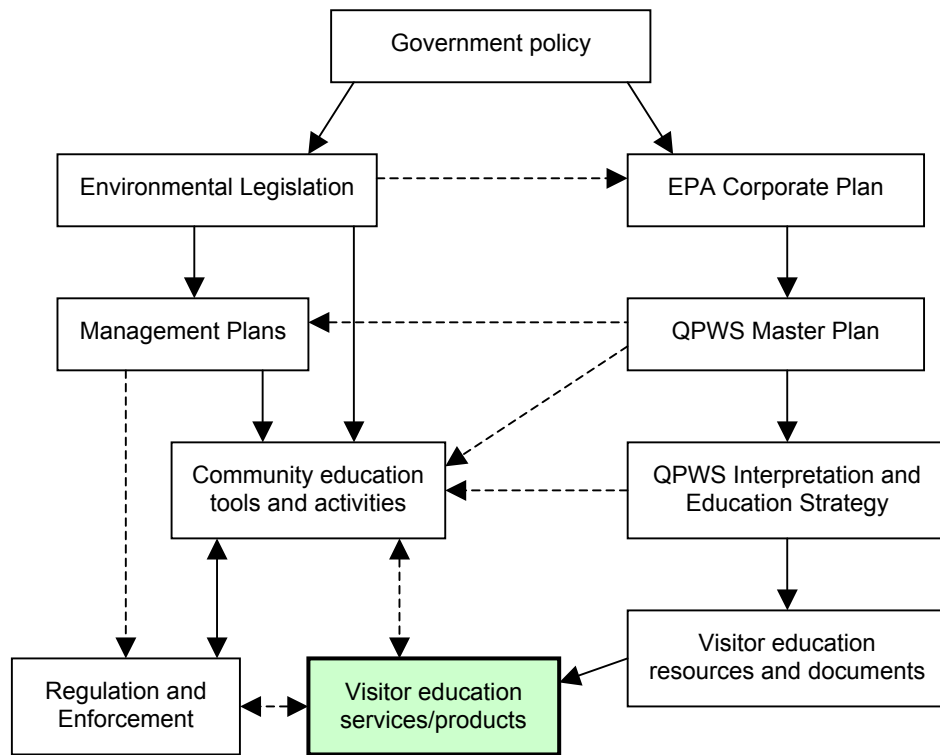 Government policy
Environmental Legislation
EPA Corporate Plan
Management Plans
QPWS Master Plan
Community education
tools and activities
QPWS Interpretation and
Education Strategy
Visitor education
resources and documents
Regulation and
Enforcement
Visitor education
services/products